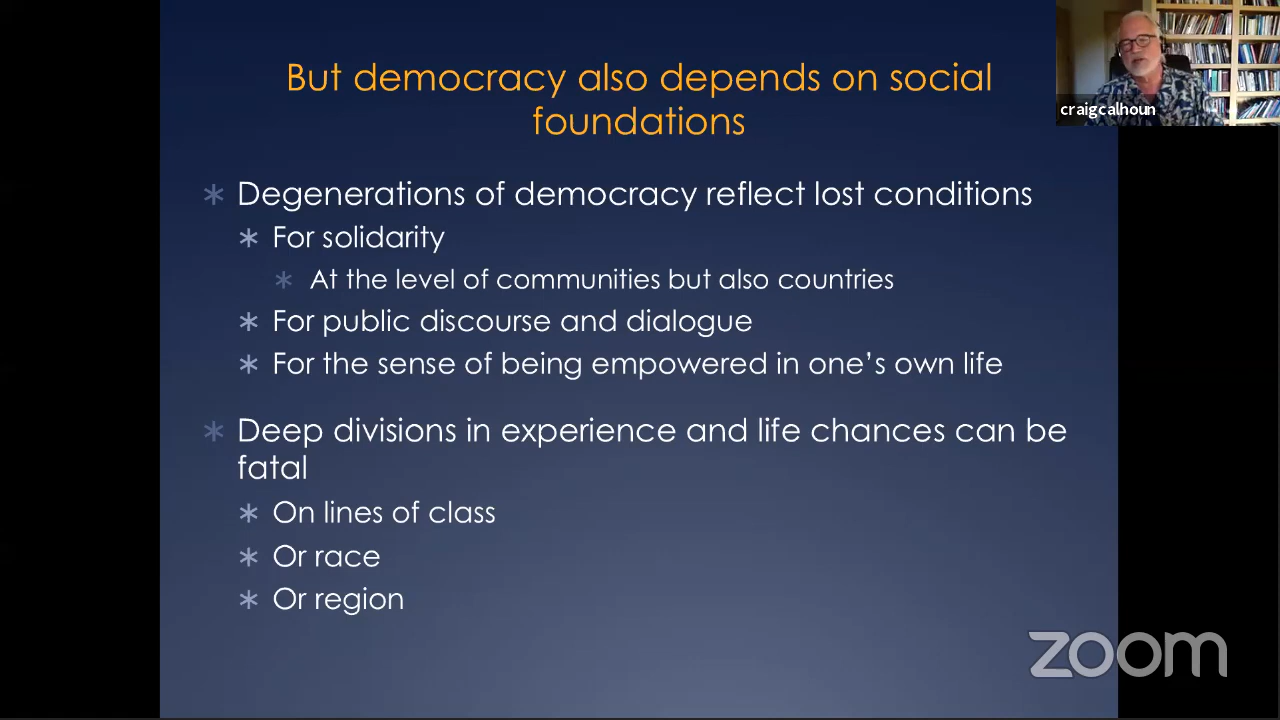 But democracy also depends on social
foundations
craigcalhoun
* Degenerations of democracy reflect lost conditions
* For solidarity
* At the level of communities but also countries
* For public discourse and dialogue
* For the sense of being empowered in one’s own life
* Deep divisions in experience and life chances can be
fatal
* On lines of class
* Or race
* Or region
zoom